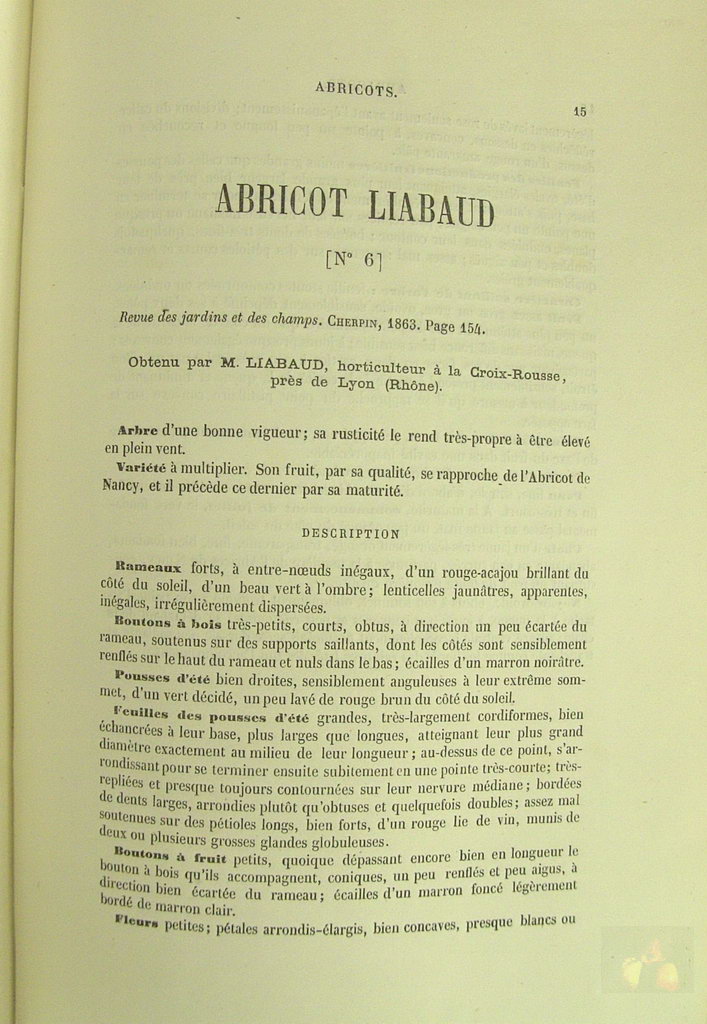 ABRICOTS.
15
ABRICOT LIABAUD
[N° 6]
Revue des jardins et des champs. CHERPIN, 1863. Page 154.
Obtenu par M. LIABAUD, horticulteur à la Croix-Rousse,
près de Lyon (Rhône).
Arbre d'une bonne vigueur; sa rusticité le rend très-propre à être élevé
en plein vent.
Variété à multiplier. Son fruit, par sa qualité, se rapproche de l'Abricot de
Nancy, et il précède ce dernier par sa maturité.
DESCRIPTION
Rameaux forts, à entre-nœuds inégaux, d'un rouge-acajou brillant du
côté du soleil, d'un beau vert à l'ombre; lenticelles jaunâtres, apparentes,
inégales, irrégulièrement dispersées.
Boutons à bois très-petits, courts, obtus, à direction un peu écartée du
rameau, soutenus sur des supports saillants, dont les côtés sont sensiblement
renflés sur le haut du rameau et nuls dans le bas; écailles d'un marron noirâtre.
Pousses d'été bien droites, sensiblement anguleuses à leur extrême som-
met, d'un vert décidé, un peu lavé de rouge brun du côté du soleil.
Feuilles des pousses d'été grandes, très-largement cordiformes, bien
échancrées à leur base, plus larges que longues, atteignant leur plus grand
diamètre exactement au milieu de leur longueur; au-dessus de ce point, s'ar-
rondissant pour se terminer ensuite subitement en une pointe très-courte; très-
repliées et presque toujours contournées sur leur nervure médiane; bordées
de dents larges, arrondies plutôt qu'obtuses et quelquefois doubles; assez mal
soutenues sur des pétioles longs, bien forts, d'un rouge lie de vin, munis de
deux ou plusieurs grosses glandes globuleuses.
Boutons à fruit petits, quoique dépassant encore bien en longueur le
bouton à bois qu'ils accompagnent, coniques, un peu renflés et peu aigus, à
direction bien écartée du rameau; écailles d'un marron foncé légèrement
bordé de marron clair.
Fleurs petites; pétales arrondis-élargis, bien concaves, presque blancs ou